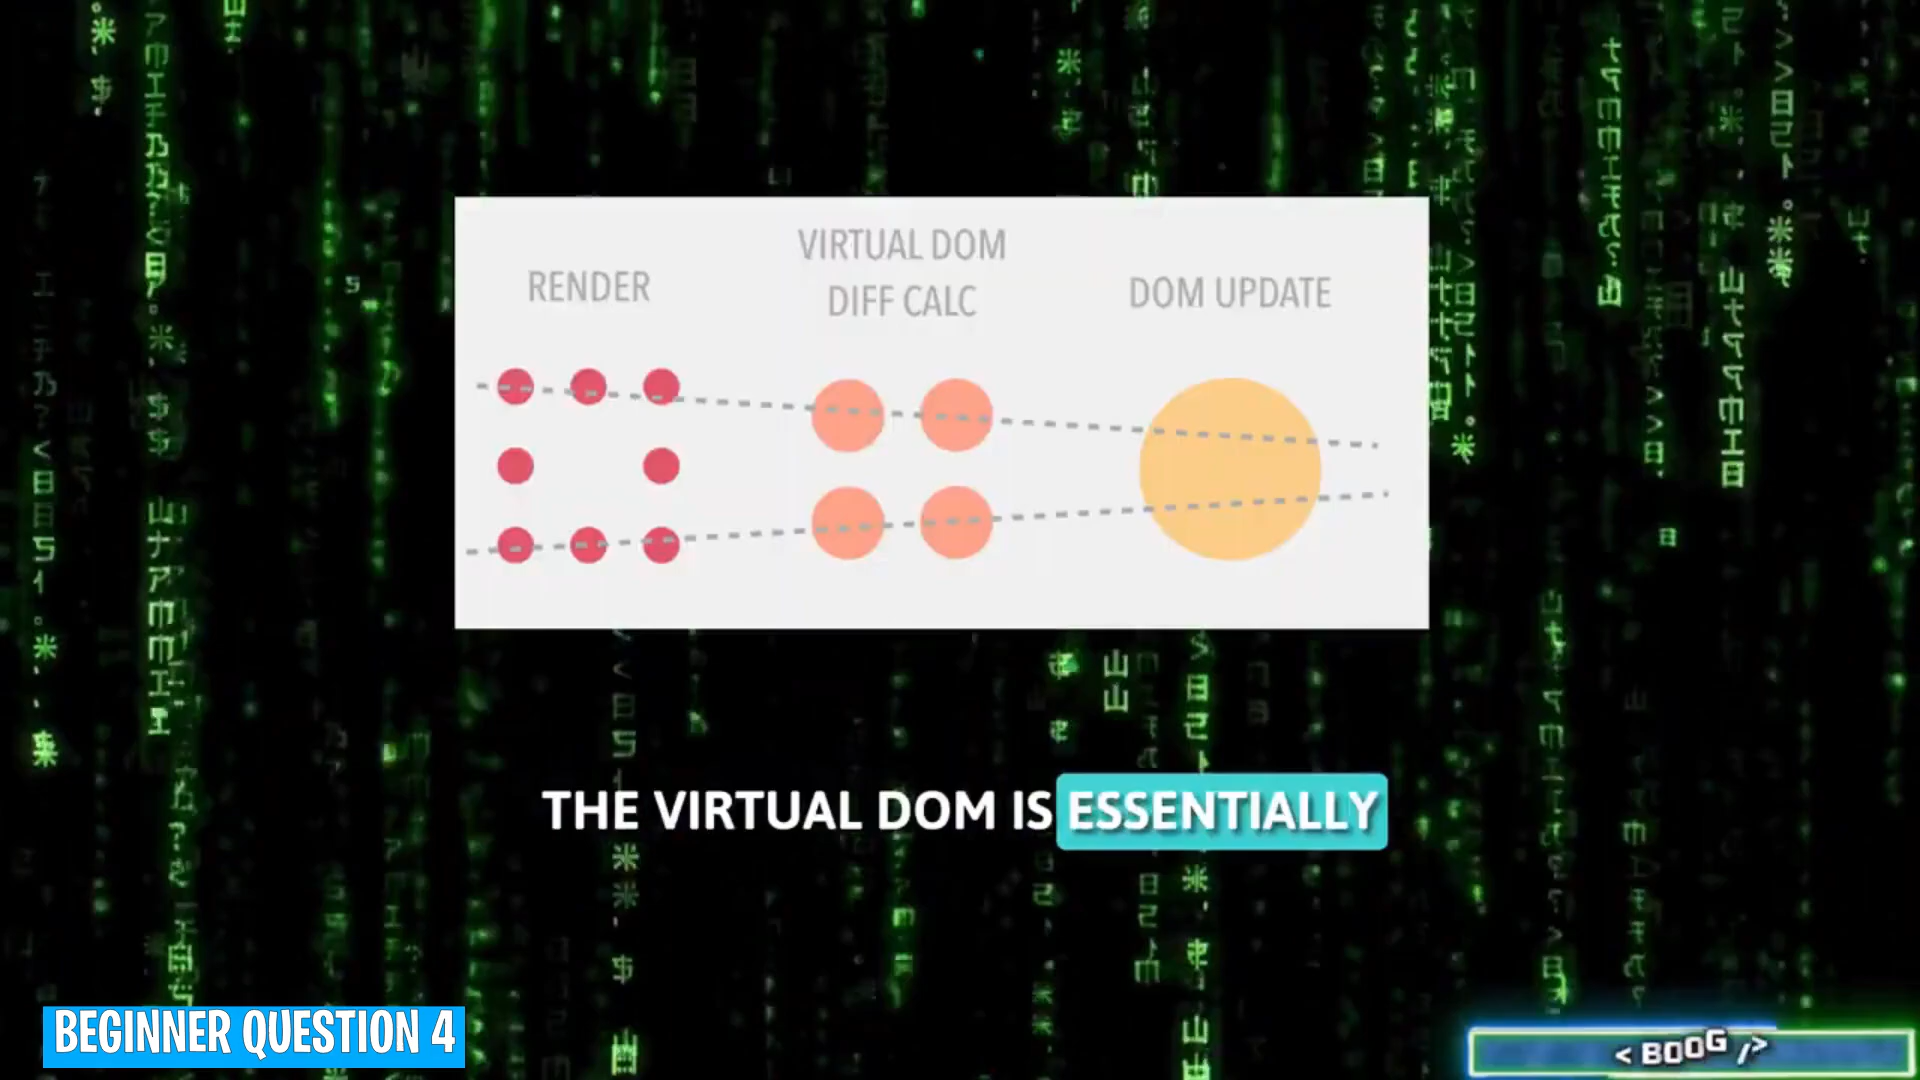 VIRTUAL DOM
RENDER
DIFF CALC
DOM UPDATE
THE VIRTUAL DOM IS ESSENTIALLY
BEGINNER QUESTION 4
< BOOG />